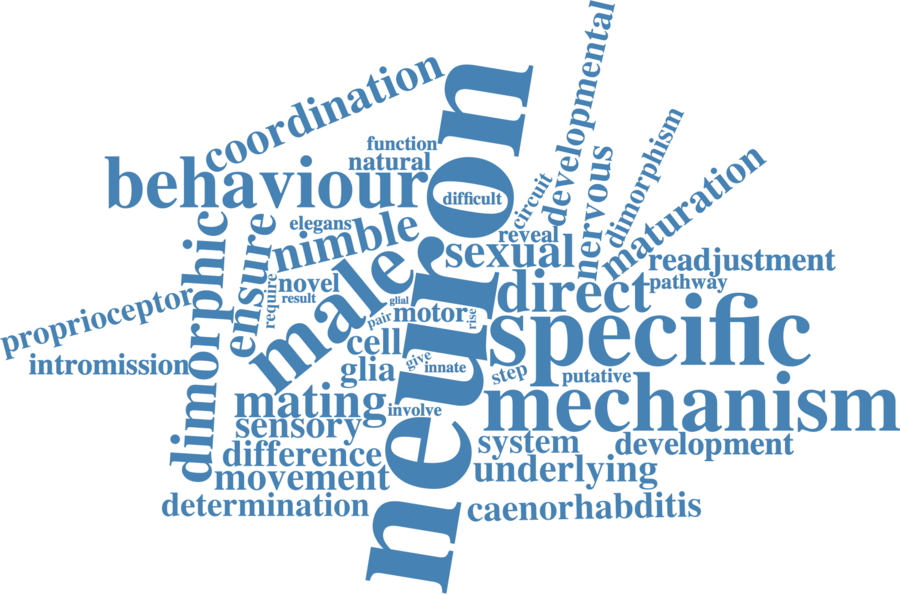 developmental
coordination
neuron
function
natural
behaviour
difficult
circuit
nervous
dimorphism
maturation
elegans
nimble
reveal
sexual
readjustment
dimorphic
ensure
require
novel
result
male
glial
pair
motor
rise
direct
pathway
proprioceptor
specific
cell
intromission
glia
give
innate
step
putative
mating
involve
mechanism
sensory
system
development
difference
movement
underlying
determination
caenorhabditis